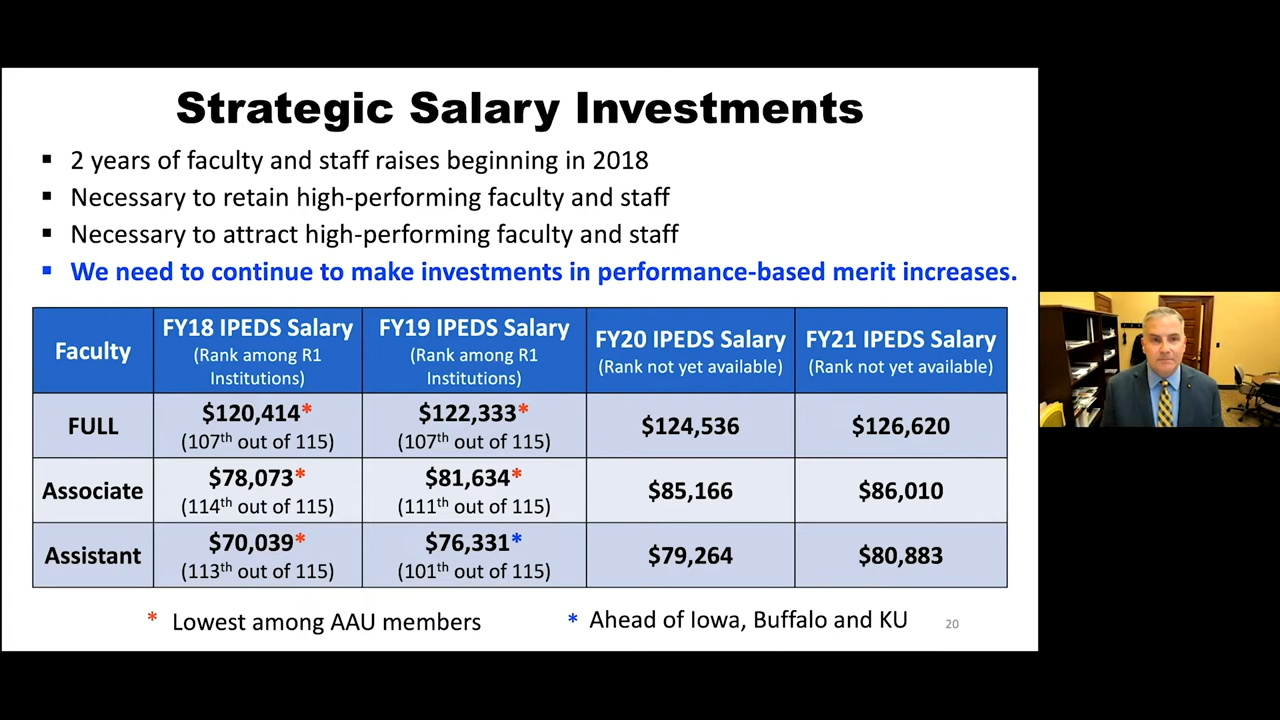 Strategic Salary Investments
▪ 2 years of faculty and staff raises beginning in 2018
▪ Necessary to retain high-performing faculty and staff
▪ Necessary to attract high-performing faculty and staff
▪ We need to continue to make investments in performance-based merit increases.
Faculty
FY18 IPEDS Salary
(Rank among R1
Institutions)
FY19 IPEDS Salary
(Rank among R1
Institutions)
FY20 IPEDS Salary
(Rank not yet available)
FY21 IPEDS Salary
(Rank not yet available)
FULL
$120,414*
(107th out of 115)
$122,333*
(107th out of 115)
$124,536
$126,620
Associate
$78,073*
(114th out of 115)
$81,634*
(111th out of 115)
$85,166
$86,010
Assistant
$70,039*
(113th out of 115)
$76,331*
(101th out of 115)
$79,264
$80,883
* Lowest among AAU members
* Ahead of Iowa, Buffalo and KU
20